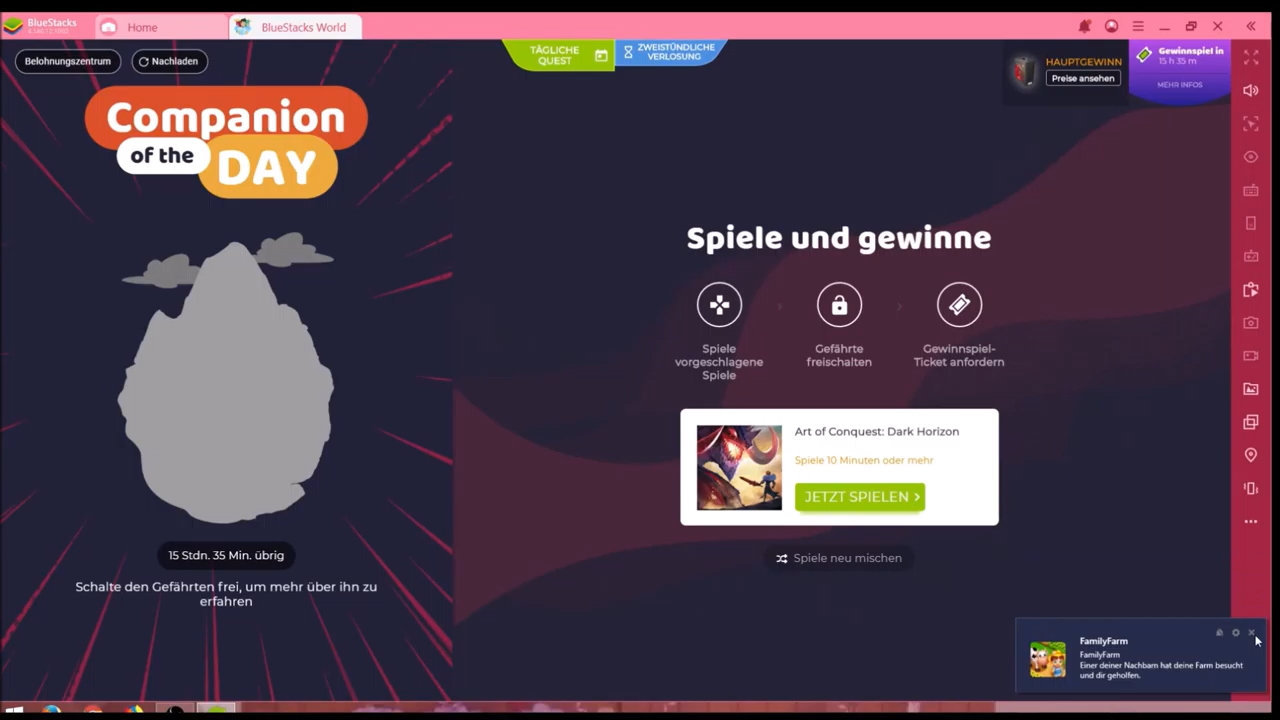 BlueStacks
Home
BlueStacks World
Belohnungszentrum
Nachladen
TÄGLICHE
QUEST
ZWEISTÜNDLICHE
VERLOSUNG
HAUPTGEWINN
Preise ansehen
Gewinnspiel in
15 h 35 m
MEHR INFOS
Companion
of the
DAY
15 Stdn. 35 Min. übrig
Schalte den Gefährten frei, um mehr über ihn zu
erfahren
Spiele und gewinne
Spiele
vorgeschlagene
Spiele
Gefährte
freischalten
Gewinnspiel-
Ticket anfordern
Art of Conquest: Dark Horizon
Spiele 10 Minuten oder mehr
JETZT SPIELEN
Spiele neu mischen
FamilyFarm
FamilyFarm
Einer deiner Nachbarn hat deine Farm besucht
und dir geholfen.